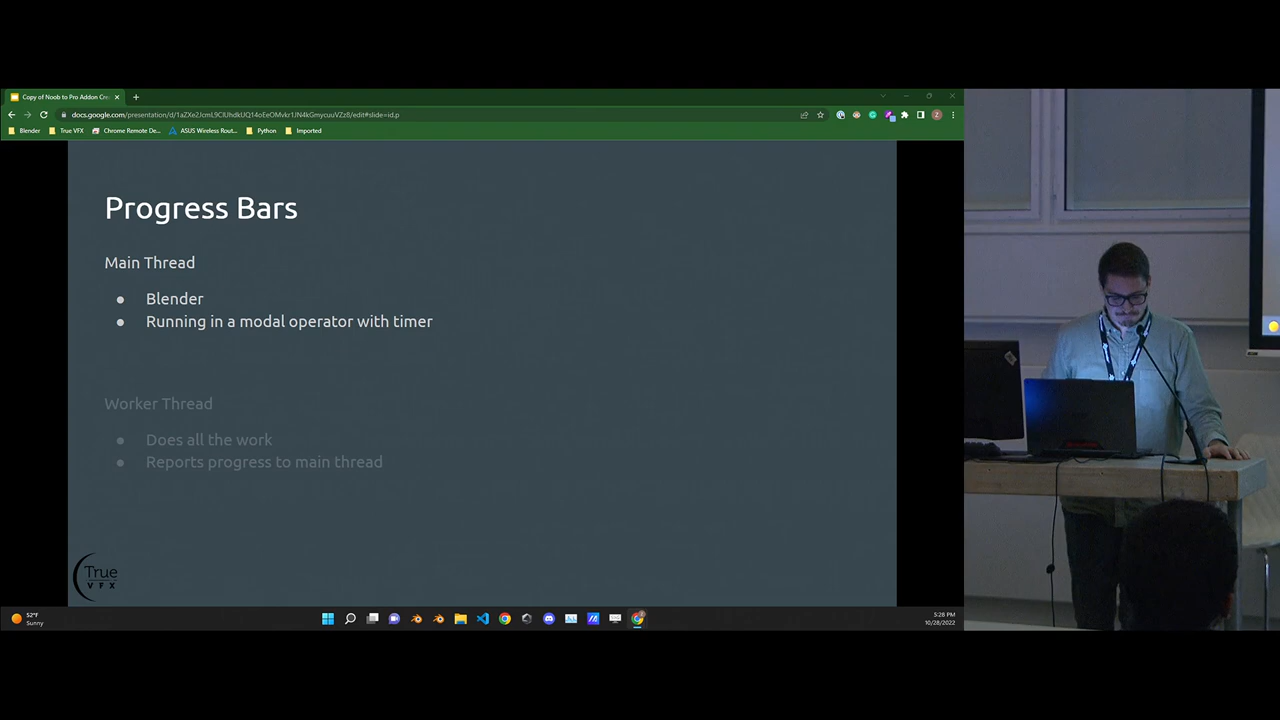 Copy of Noob to Pro Addon Cre
docs.google.com/presentation/d/1aZXe2JcmL9ClUhdkUQ14oEeOMvkr1JN4kGmycuuVZz8/edit#slide=id.p
Blender
True VFX
Chrome Remote De...
ASUS Wireless Rout...
Python
Imported
Progress Bars
Main Thread
● Blender
● Running in a modal operator with timer
Worker Thread
● Does all the work
● Reports progress to main thread
True
VFX
52°F
Sunny
5:28 PM
10/28/2022